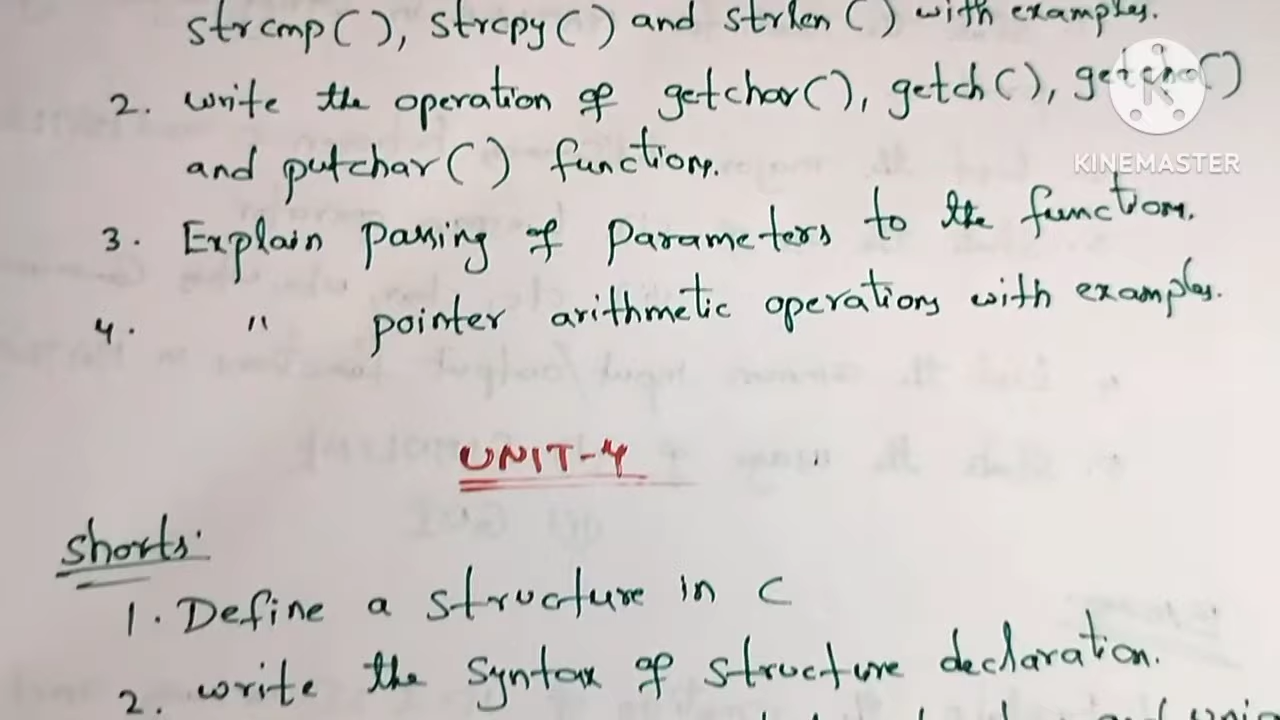 strcmp(), strcpy() and strlen() with examples.
2. write the operation of getchar(), getch(), getche()
and putchar() functions.
3. Explain passing of parameters to the function.
4. " pointer arithmetic operations with examples.
KINEMASTER
UNIT-4
Shorts:
1. Define a structure in C
2. write the syntax of structure declaration.